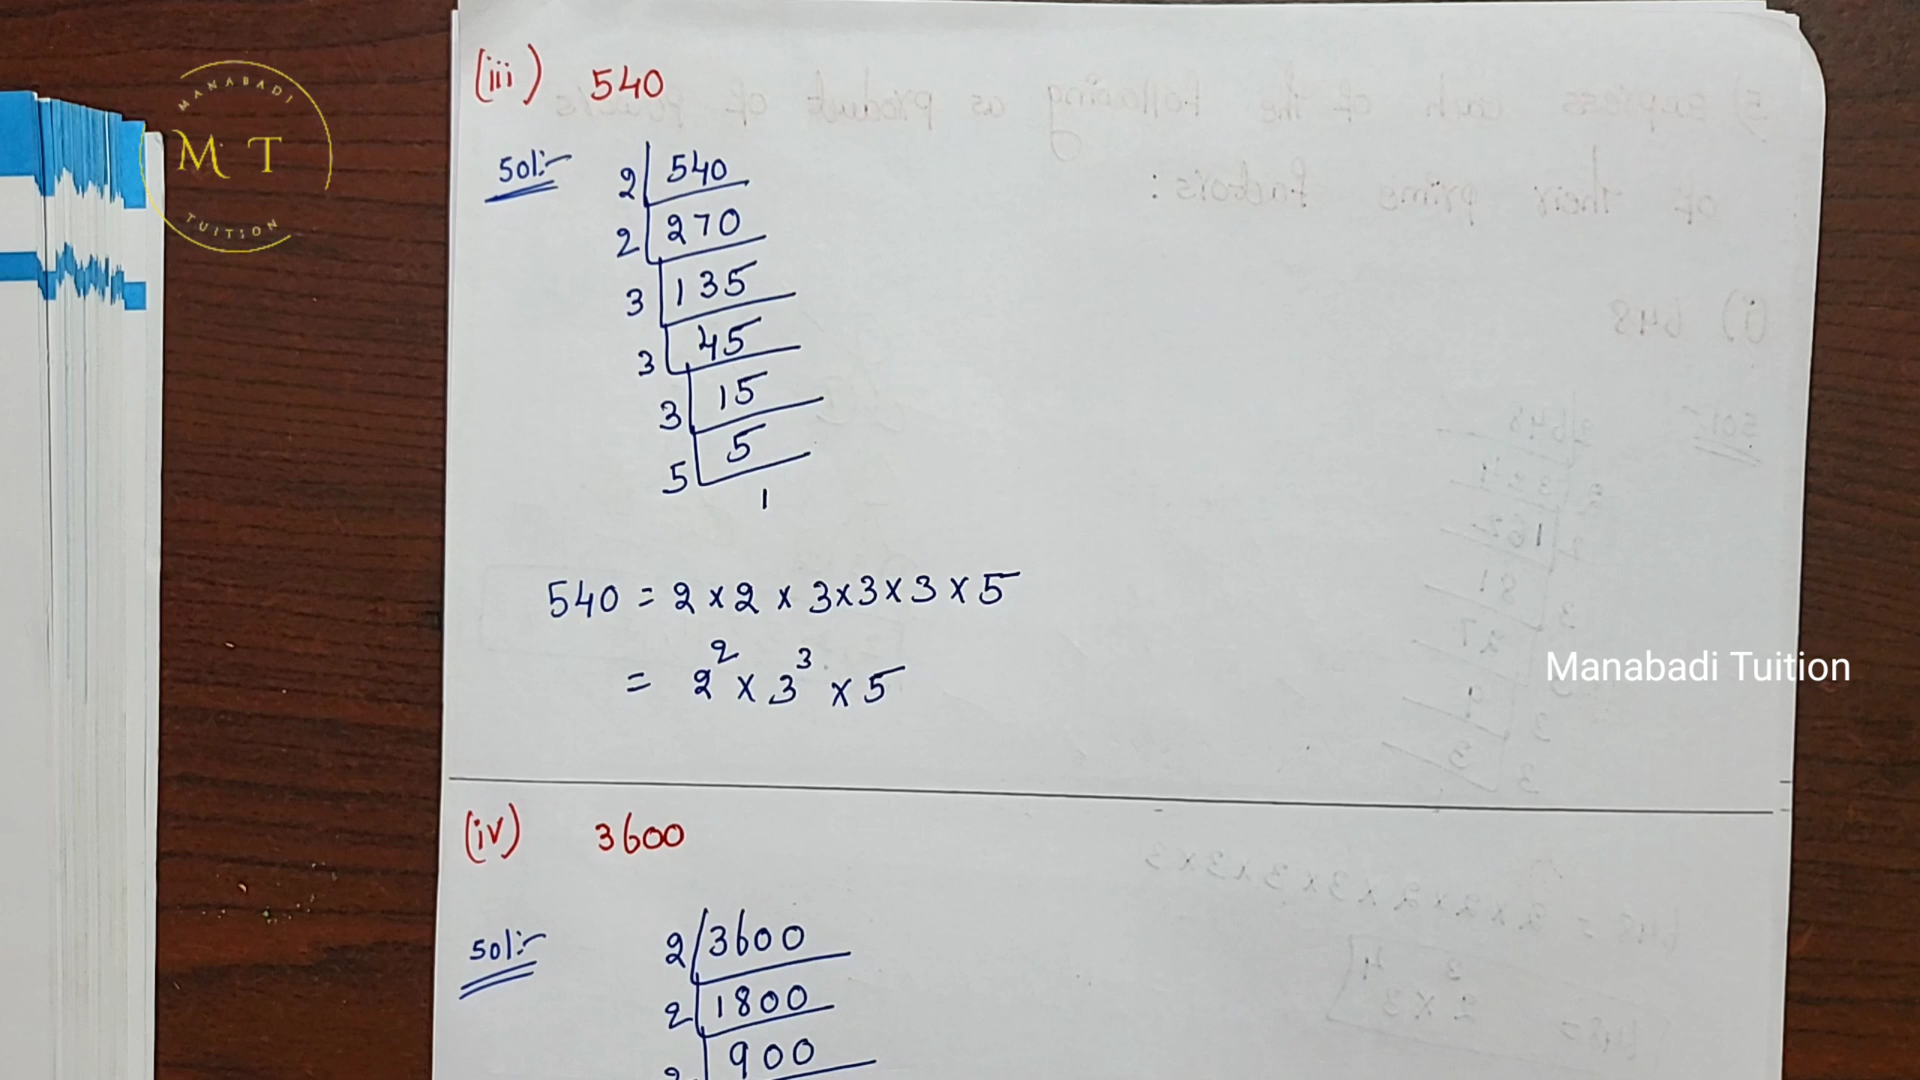 MANABADI
M T
TUITION
(iii) 540
Sol:-
2 | 540
2 | 270
3 | 135
3 | 45
3 | 15
5 | 5
1
540 = 2 × 2 × 3 × 3 × 3 × 5
= 2² × 3³ × 5
Manabadi Tuition
(iv) 3600
Sol:-
2 | 3600
2 | 1800
900